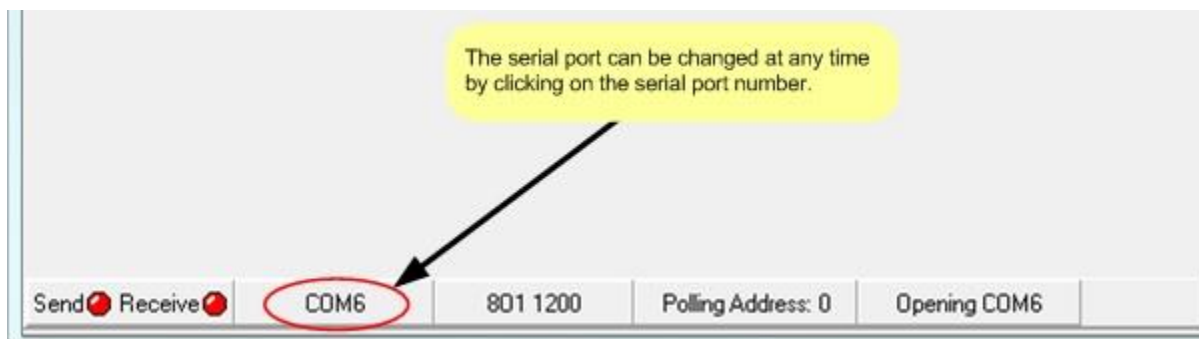 The serial port can be changed at any time
by clicking on the serial port number.
Send Receive COM6 8O1 1200 Polling Address: 0 Opening COM6